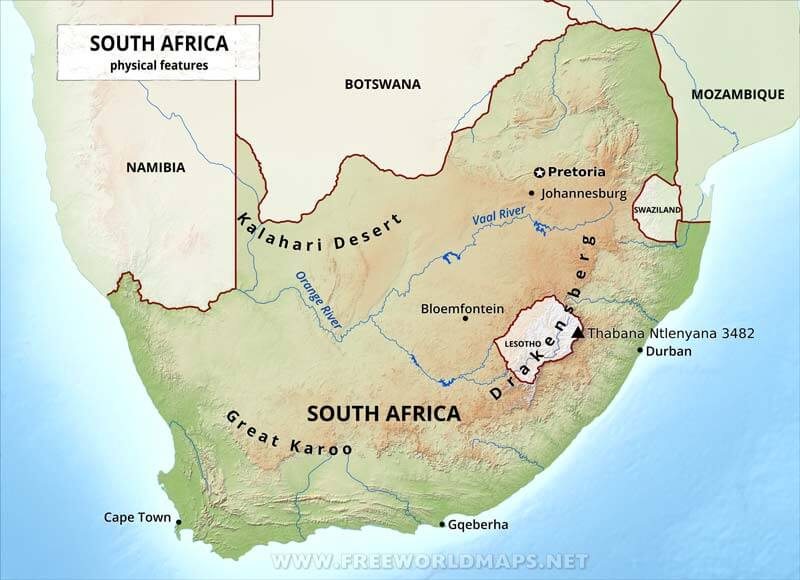 SOUTH AFRICA
physical features
BOTSWANA
MOZAMBIQUE
NAMIBIA
Pretoria
Johannesburg
SWAZILAND
Kalahari Desert
Vaal River
Orange River
Bloemfontein
LESOTHO
Drakensberg
Thabana Ntlenyana 3482
Durban
SOUTH AFRICA
Great Karoo
Cape Town
Gqeberha
WWW.FREEWORLDMAPS.NET